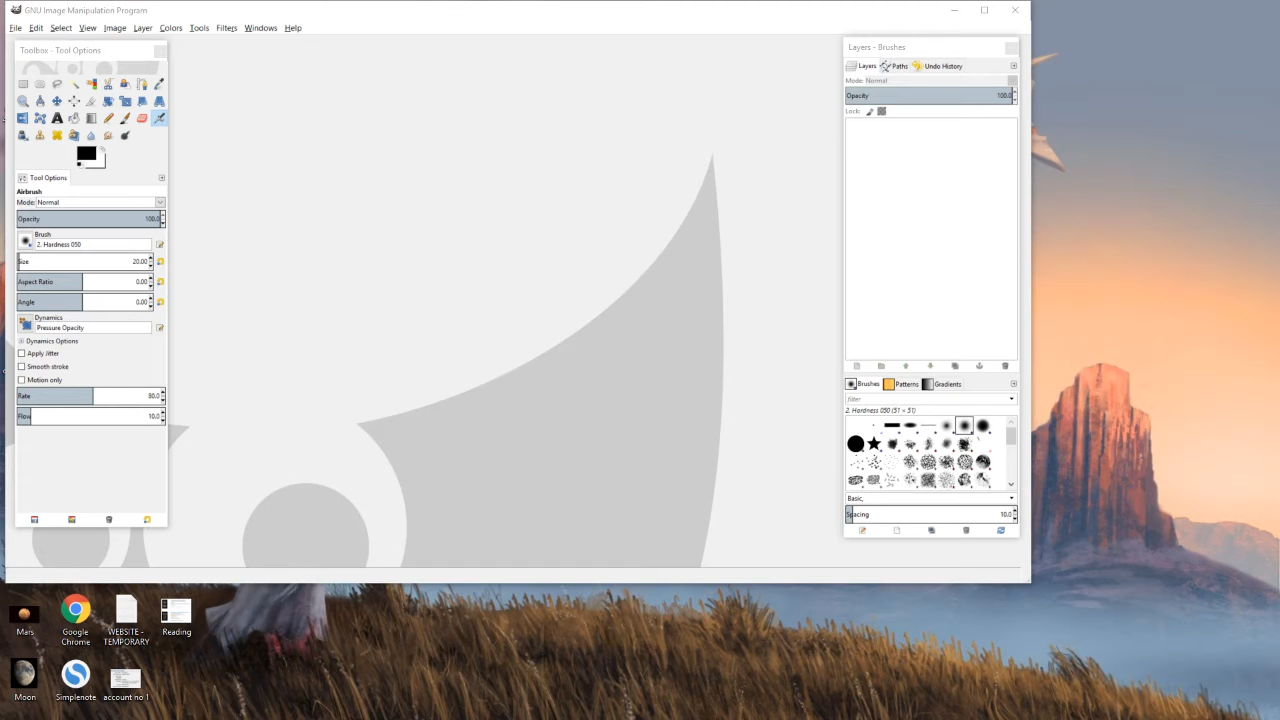 GNU Image Manipulation Program
File Edit Select View Image Layer Colors Tools Filters Windows Help
Toolbox - Tool Options
Tool Options
Airbrush
Mode: Normal
Opacity 100.0
Brush
2. Hardness 050
Size 20.00
Aspect Ratio 0.00
Angle 0.00
Dynamics
Pressure Opacity
Dynamics Options
Apply Jitter
Smooth stroke
Motion only
Rate 80.0
Flow 10.0
Layers - Brushes
Layers Paths Undo History
Mode: Normal
Opacity 100.0
Lock:
Brushes Patterns Gradients
filter
2. Hardness 050 (51 × 51)
Basic,
Spacing 10.0
Mars
Google
Chrome
WEBSITE -
TEMPORARY
Reading
Moon
Simplenote
account no 1